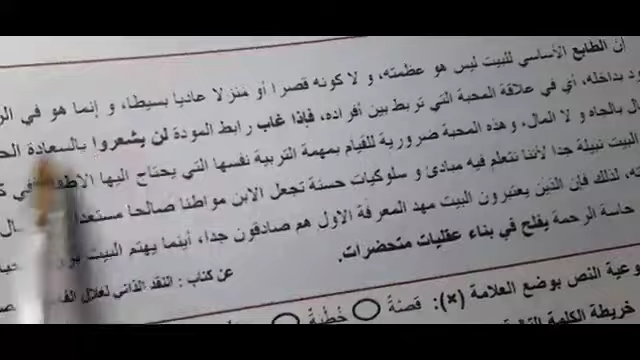 أن الطابع الأساسي للبيت ليس هو عظمته، و لا كونه قصرا أو منزلا عاديا بسيطا، و إنما هو في
بداخله، أي في علاقة المحبة التي تربط بين أفراده، فإذا غاب رابط المودة لن يشعروا بالسعادة
بالجاه و لا المال، و هذه المحبة ضرورية للقيام بمهمة التربية نفسها التي يحتاج اليها
البيت نبيلة جدا لأننا نتعلم فيه مبادئ و سلوكيات حسنة تجعل الابن مواطنا صالحا مستعدا
لذلك فإن الذين يعتبرون البيت مهد المعرفة الاول هم صادقون جدا، أينما يهتم البيت
حاسة الرحمة يفلح في بناء عقليات متحضرات.
عن كتاب : النقد الذاتي لعلال
النص بوضع العلامة (×): قصة خطبة
خريطة الكلمة